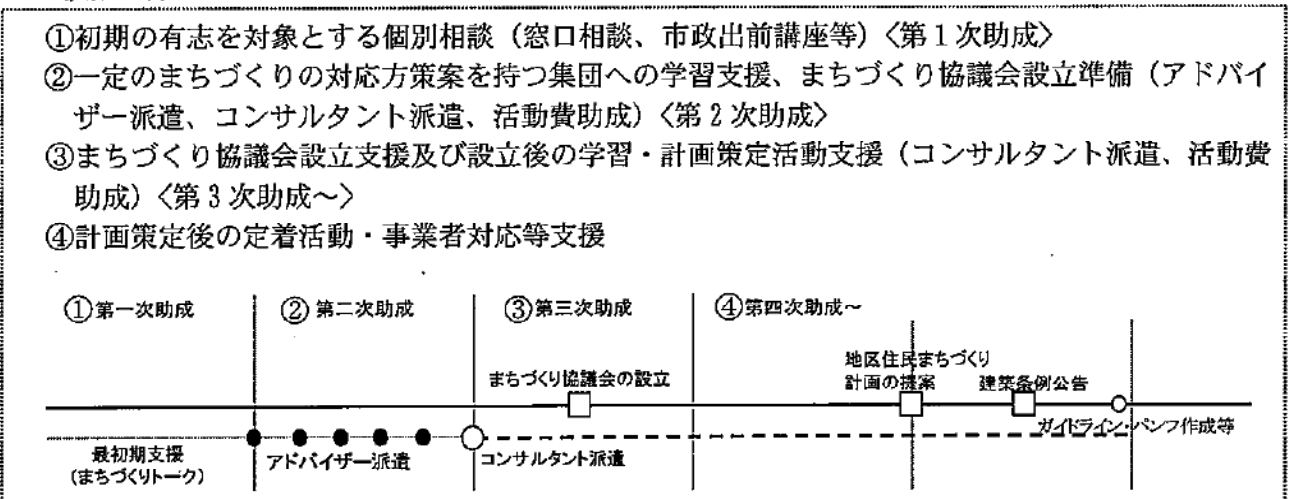 ①初期の有志を対象とする個別相談（窓口相談、市政出前講座等）〈第１次助成〉
②一定のまちづくりの対応方策案を持つ集団への学習支援、まちづくり協議会設立準備（アドバイ
ザー派遣、コンサルタント派遣、活動費助成）〈第２次助成〉
③まちづくり協議会設立支援及び設立後の学習・計画策定活動支援（コンサルタント派遣、活動費
助成）〈第３次助成～〉
④計画策定後の定着活動・事業者対応等支援
①第一次助成
②第二次助成
③第三次助成
④第四次助成～
まちづくり協議会の設立
地区住民まちづくり
計画の提案
建築条例公告
ガイドライン・パンフ作成等
最初期支援
（まちづくりトーク）
アドバイザー派遣
コンサルタント派遣